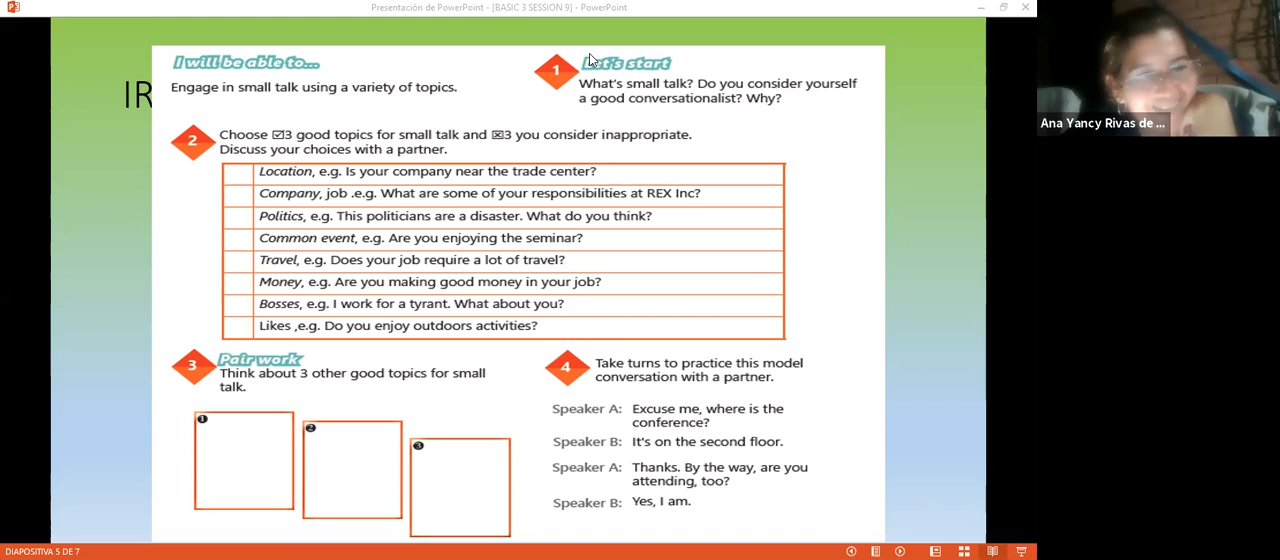 Presentación de PowerPoint - [BASIC 3 SESSION 9] - PowerPoint
IR
I will be able to...
Engage in small talk using a variety of topics.
1
Let's start
What's small talk? Do you consider yourself
a good conversationalist? Why?
2
Choose ☑3 good topics for small talk and ☒3 you consider inappropriate.
Discuss your choices with a partner.
Location, e.g. Is your company near the trade center?
Company, job .e.g. What are some of your responsibilities at REX Inc?
Politics, e.g. This politicians are a disaster. What do you think?
Common event, e.g. Are you enjoying the seminar?
Travel, e.g. Does your job require a lot of travel?
Money, e.g. Are you making good money in your job?
Bosses, e.g. I work for a tyrant. What about you?
Likes ,e.g. Do you enjoy outdoors activities?
3
Pair work
Think about 3 other good topics for small
talk.
1
2
3
4
Take turns to practice this model
conversation with a partner.
Speaker A: Excuse me, where is the
conference?
Speaker B: It's on the second floor.
Speaker A: Thanks. By the way, are you
attending, too?
Speaker B: Yes, I am.
Ana Yancy Rivas de ...
DIAPOSITIVA 5 DE 7